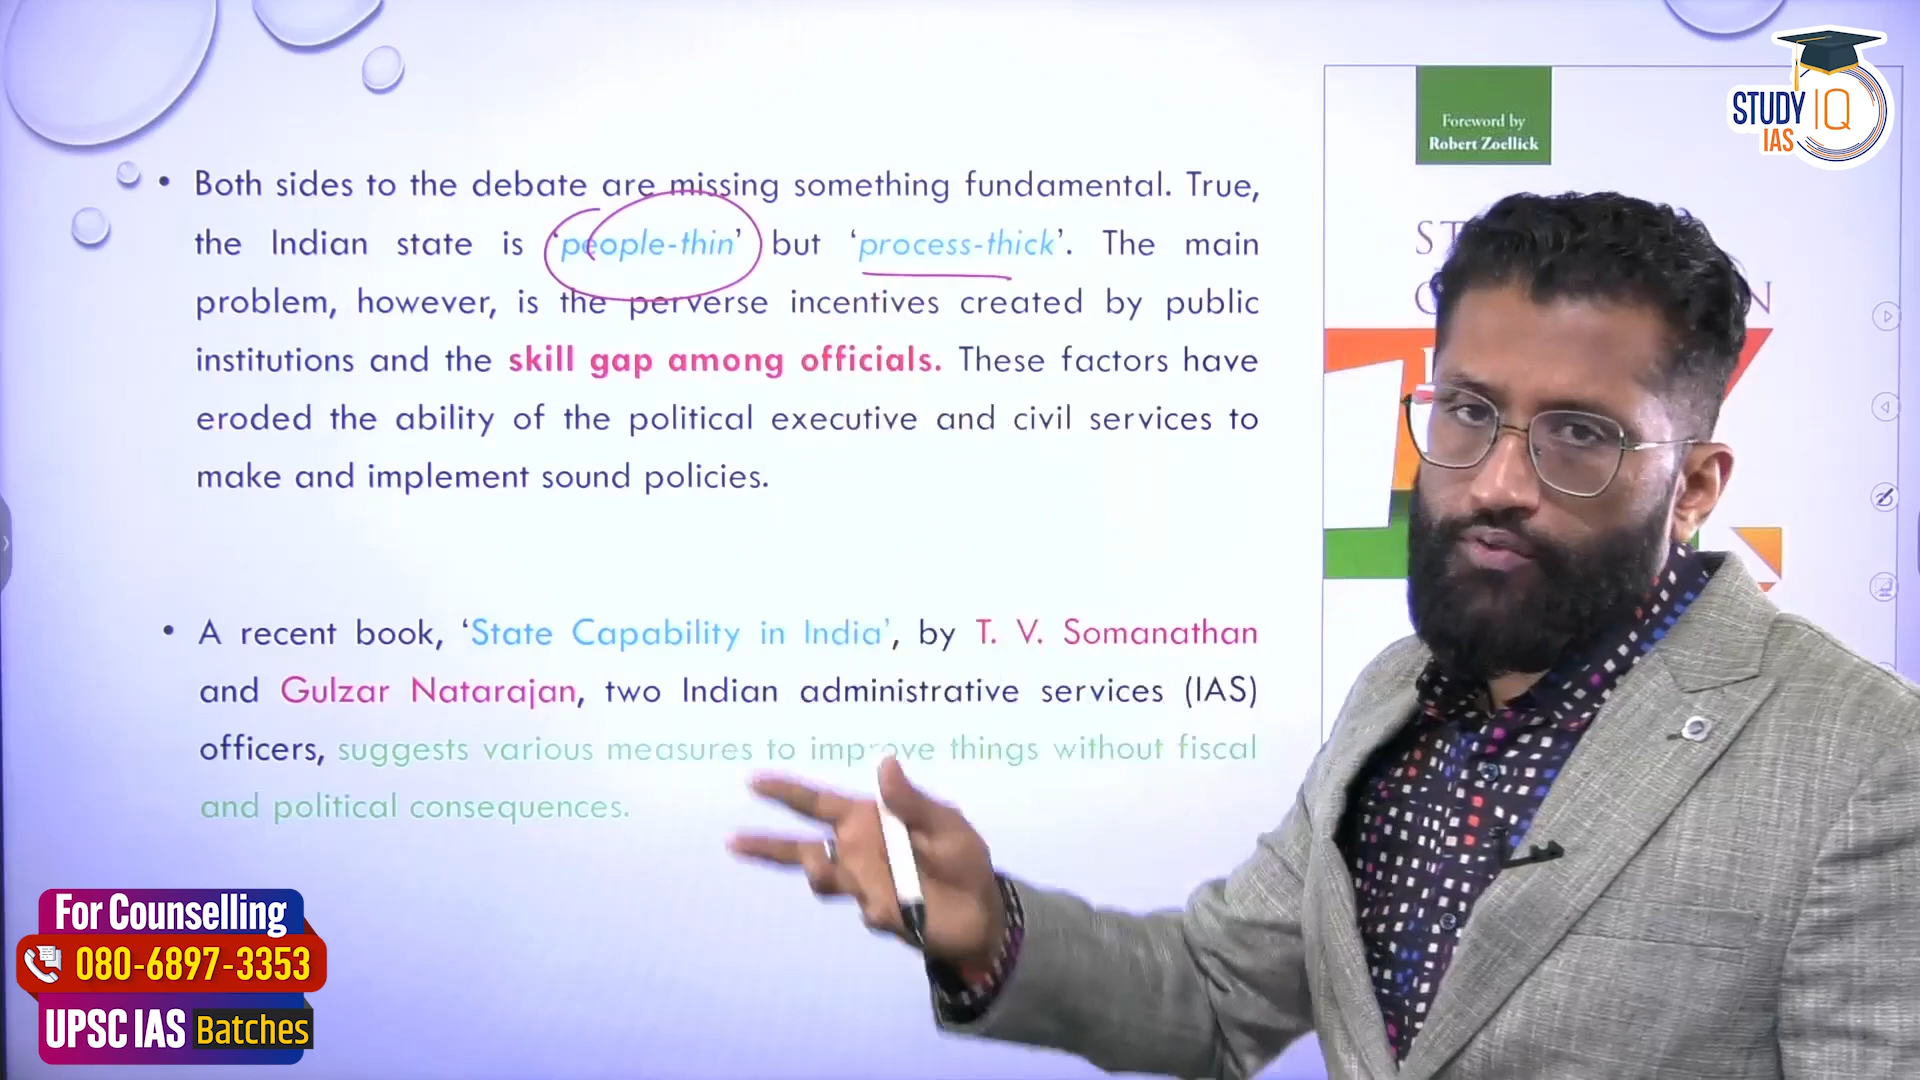 Foreword by
Robert Zoellick
STUDY IQ
IAS
• Both sides to the debate are missing something fundamental. True,
the Indian state is ‘people-thin’ but ‘process-thick’. The main
problem, however, is the perverse incentives created by public
institutions and the skill gap among officials. These factors have
eroded the ability of the political executive and civil services to
make and implement sound policies.
• A recent book, ‘State Capability in India’, by T. V. Somanathan
and Gulzar Natarajan, two Indian administrative services (IAS)
officers, suggests various measures to improve things without fiscal
and political consequences.
For Counselling
080-6897-3353
UPSC IAS Batches